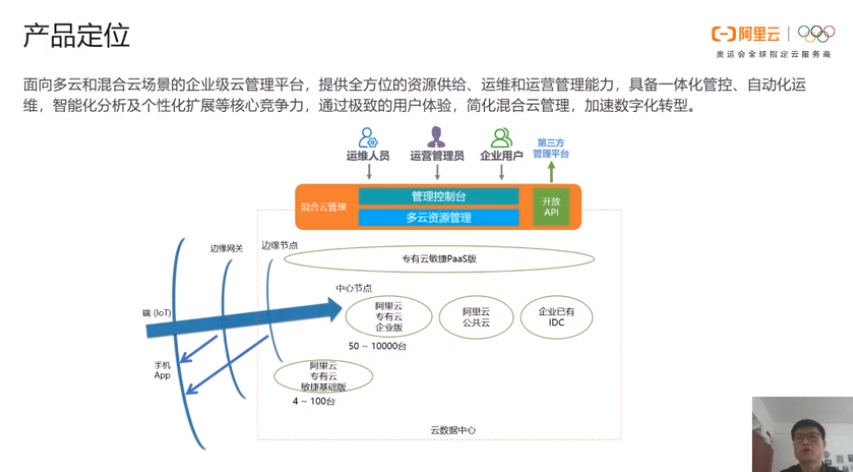 产品定位
阿里云
奥运会全球指定云服务商
面向多云和混合云场景的企业级云管理平台，提供全方位的资源供给、运维和运营管理能力，具备一体化管控、自动化运
维，智能化分析及个性化扩展等核心竞争力，通过极致的用户体验，简化混合云管理，加速数字化转型。
运维人员
运营管理员
企业用户
第三方
管理平台
混合云管理
管理控制台
多云资源管理
开放
API
边缘网关
边缘节点
专有云敏捷PaaS版
中心节点
端 (IoT)
阿里云
专有云
企业版
阿里云
公共云
企业已有
IDC
50 ~ 10000台
手机
App
阿里云
专有云
敏捷基础版
4 ~ 100台
云数据中心